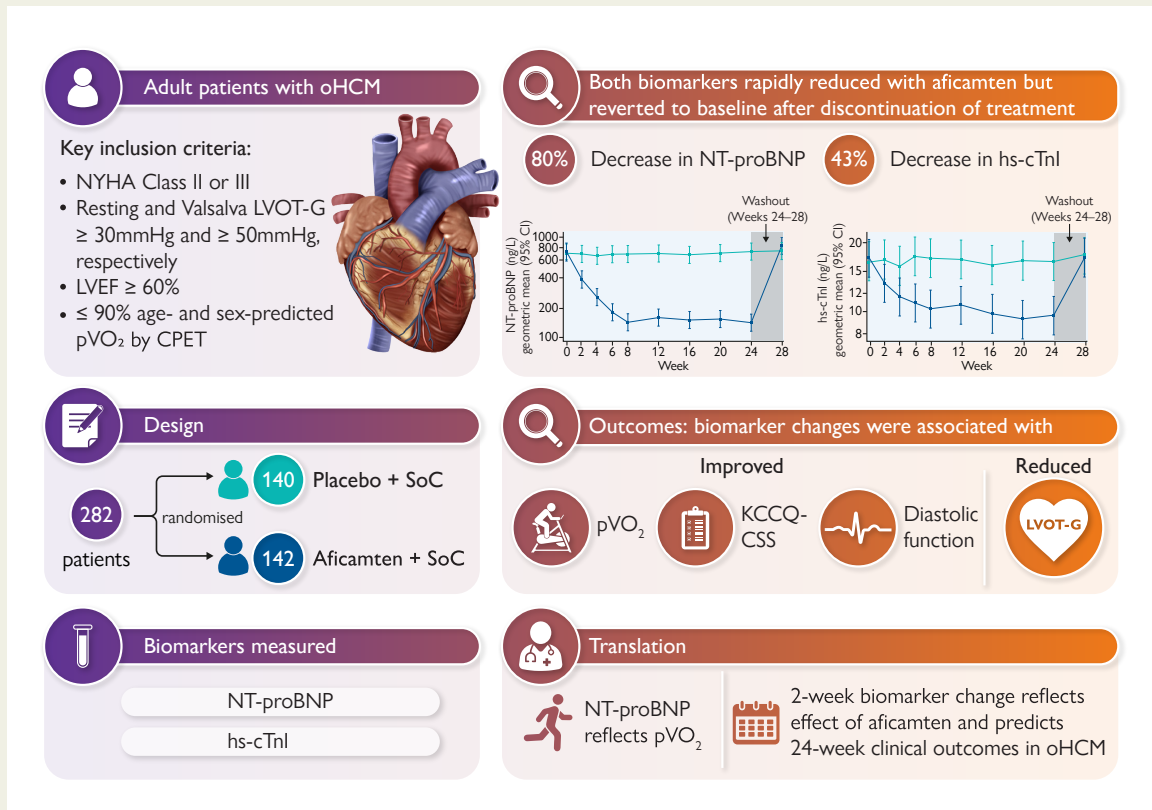 Adult patients with oHCM
Key inclusion criteria:
• NYHA Class II or III
• Resting and Valsalva LVOT-G
≥ 30mmHg and ≥ 50mmHg,
respectively
• LVEF ≥ 60%
• ≤ 90% age- and sex-predicted
pVO₂ by CPET
Design
282
patients
randomised
140 Placebo + SoC
142 Aficamten + SoC
Biomarkers measured
NT-proBNP
hs-cTnI
Both biomarkers rapidly reduced with aficamten but
reverted to baseline after discontinuation of treatment
80% Decrease in NT-proBNP
43% Decrease in hs-cTnI
Washout
(Weeks 24–28)
NT-proBNP (ng/L)
geometric mean (95% CI)
1000
800
600
400
200
100
0 2 4 6 8 12 16 20 24 28
Week
Washout
(Weeks 24–28)
hs-cTnI (ng/L)
geometric mean (95% CI)
20
15
12
10
8
0 2 4 6 8 12 16 20 24 28
Week
Outcomes: biomarker changes were associated with
Improved
pVO₂
KCCQ-
CSS
Diastolic
function
Reduced
LVOT-G
Translation
NT-proBNP
reflects pVO₂
2-week biomarker change reflects
effect of aficamten and predicts
24-week clinical outcomes in oHCM